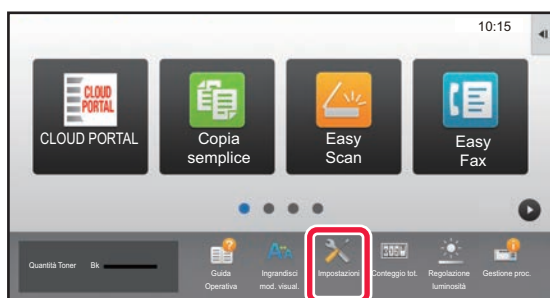 10:15
CLOUD
PORTAL
CLOUD PORTAL
Copia
semplice
Easy
Scan
Easy
Fax
Quantità Toner Bk
Guida
Operativa
Ingrandisci
mod. visual.
Impostazioni
Conteggio tot.
Regolazione
luminosità
Gestione proc.